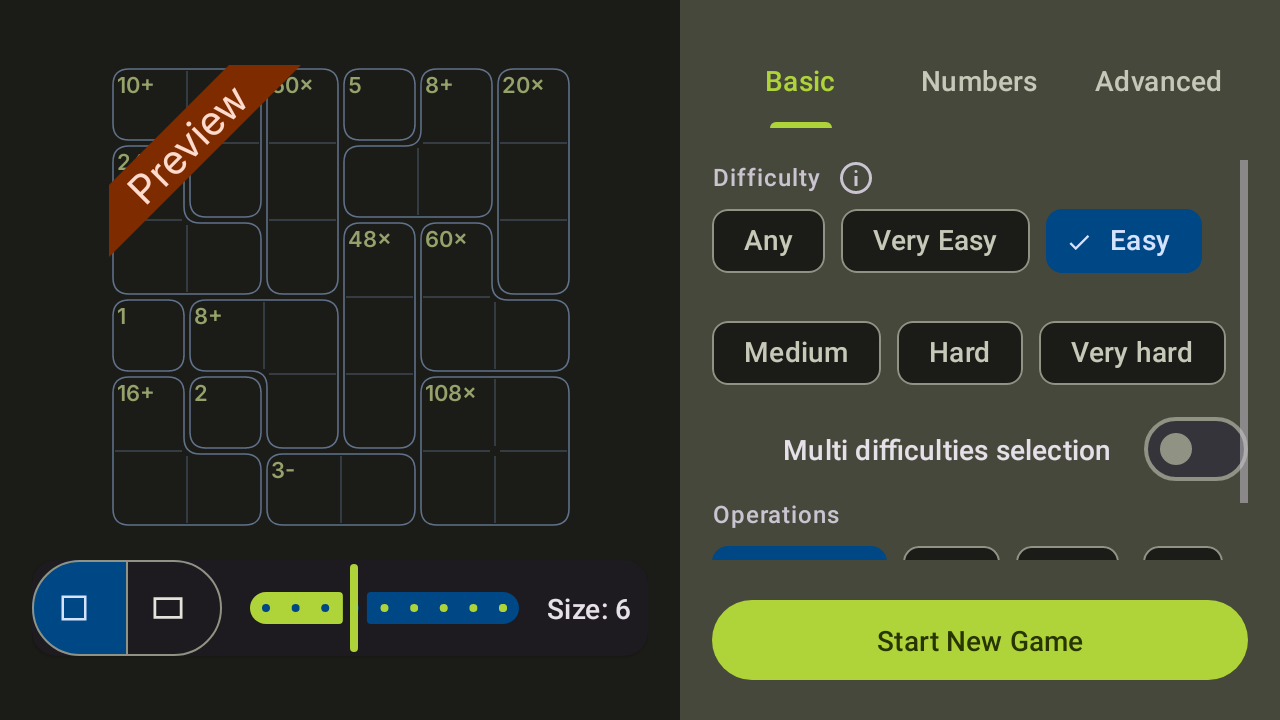 10+
5
8+
20×
Preview
48×
60×
1
8+
16+
2
108×
3-
Size: 6
Basic
Numbers
Advanced
Difficulty
Any
Very Easy
Easy
Medium
Hard
Very hard
Multi difficulties selection
Operations
Start New Game